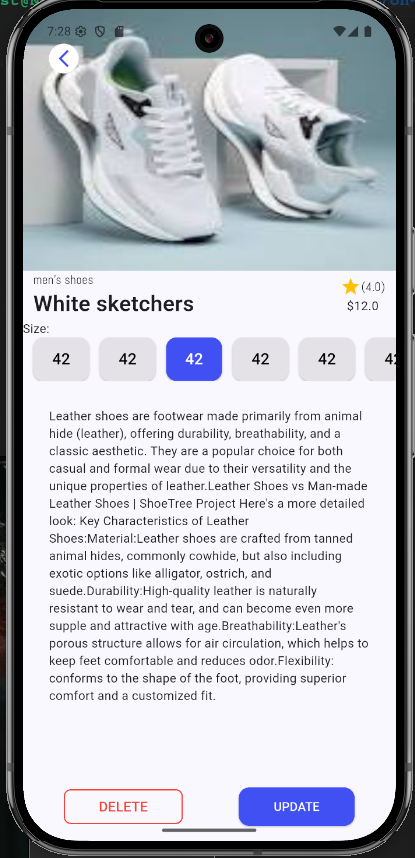 7:28
men's shoes
(4.0)
White sketchers
$12.0
Size:
42 42 42 42 42 42
Leather shoes are footwear made primarily from animal
hide (leather), offering durability, breathability, and a
classic aesthetic. They are a popular choice for both
casual and formal wear due to their versatility and the
unique properties of leather.Leather Shoes vs Man-made
Leather Shoes | ShoeTree Project Here's a more detailed
look: Key Characteristics of Leather
Shoes:Material:Leather shoes are crafted from tanned
animal hides, commonly cowhide, but also including
exotic options like alligator, ostrich, and
suede.Durability:High-quality leather is naturally
resistant to wear and tear, and can become even more
supple and attractive with age.Breathability:Leather's
porous structure allows for air circulation, which helps to
keep feet comfortable and reduces odor.Flexibility:
conforms to the shape of the foot, providing superior
comfort and a customized fit.
DELETE
UPDATE